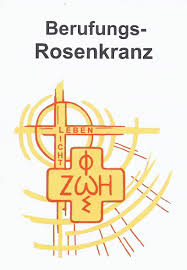 Berufungs-
Rosenkranz
LEBEN
LICHT
ΦΩΣ
ΖΩΗ